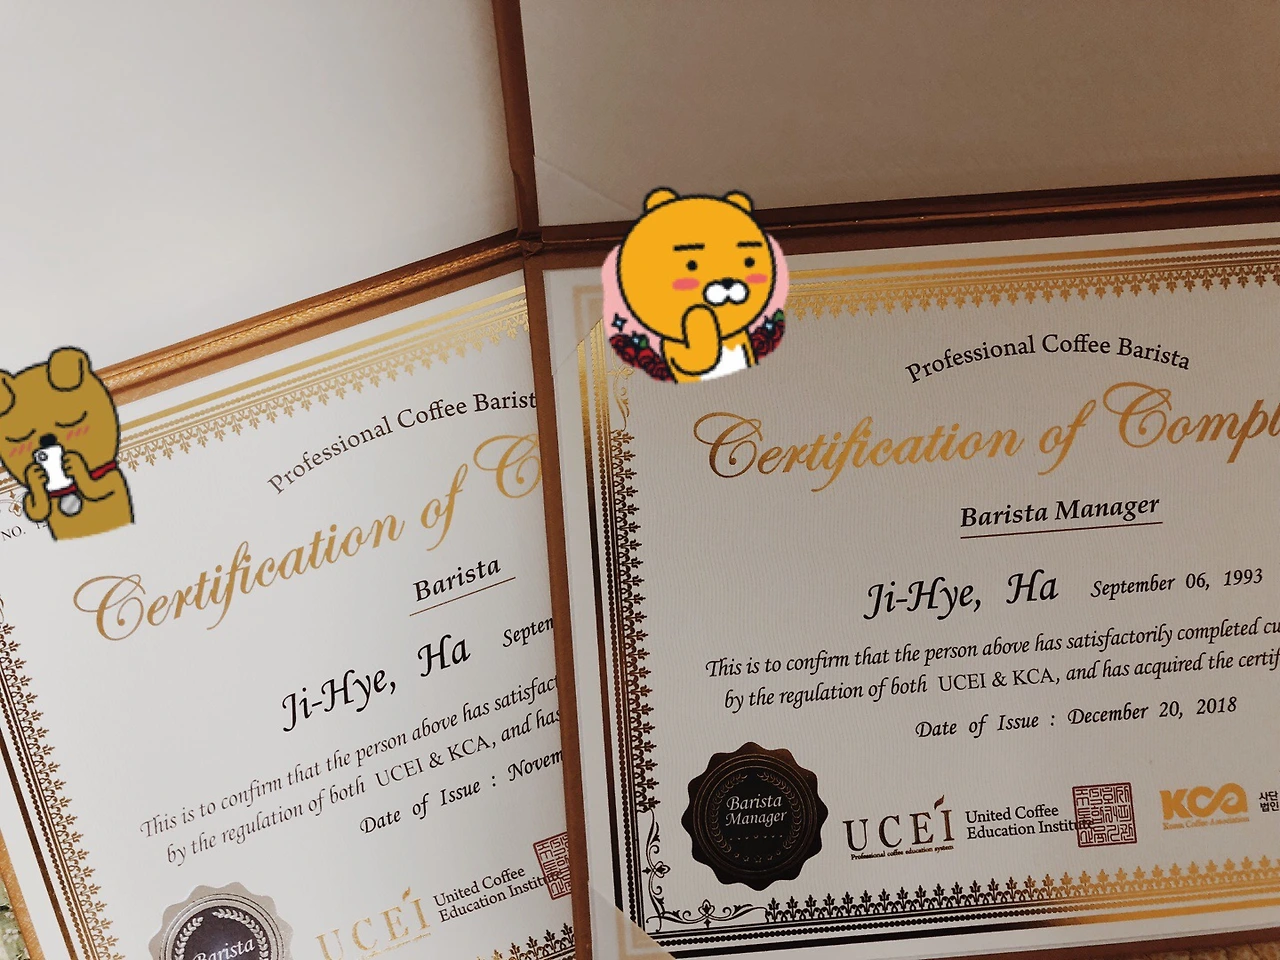 NO.
Professional Coffee Barist
Certification of C
Barista
Ji-Hye, Ha Septem
This is to confirm that the person above has satisfact
by the regulation of both UCEI & KCA, and has
Date of Issue : Novem
Barista
UCEI
United Coffee
Education Institute
Professional Coffee Barista
Certification of Compl
Barista Manager
Ji-Hye, Ha September 06, 1993
This is to confirm that the person above has satisfactorily completed cu
by the regulation of both UCEI & KCA, and has acquired the certif
Date of Issue : December 20, 2018
Barista
Manager
UCEI
Professional coffee education system
United Coffee
Education Institute
KCa
Korea Coffee Association
사단
법인